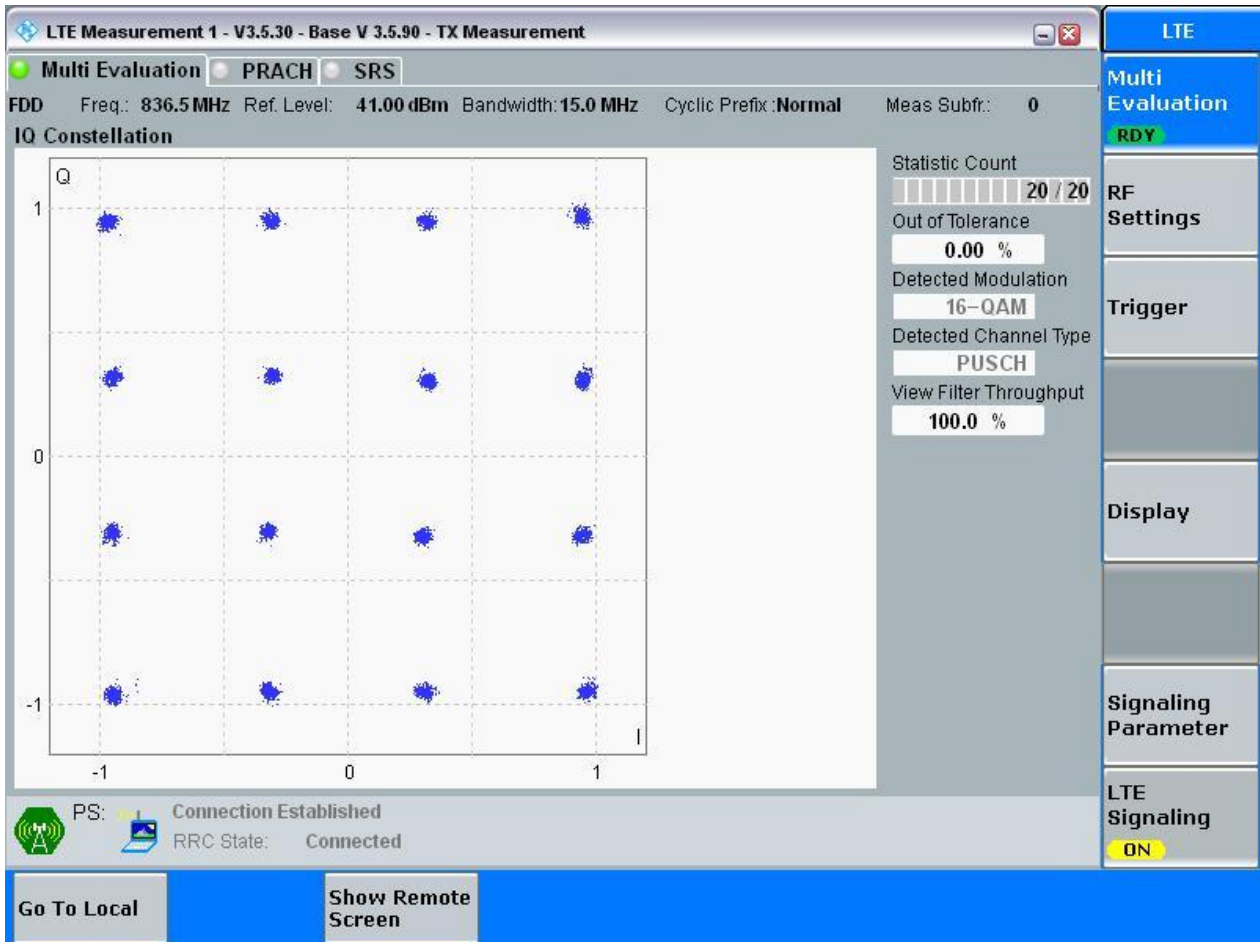 LTE Measurement 1 - V3.5.30 - Base V 3.5.90 - TX Measurement
LTE
Multi Evaluation PRACH SRS
FDD Freq.: 836.5 MHz Ref. Level: 41.00 dBm Bandwidth: 15.0 MHz Cyclic Prefix : Normal Meas Subfr.: 0
IQ Constellation
Q
1
0
-1
I
-1 0 1
Statistic Count
20 / 20
Out of Tolerance
0.00 %
Detected Modulation
16-QAM
Detected Channel Type
PUSCH
View Filter Throughput
100.0 %
Multi
Evaluation
RDY
RF
Settings
Trigger
Display
Signaling
Parameter
LTE
Signaling
ON
PS: Connection Established
RRC State: Connected
Go To Local
Show Remote
Screen